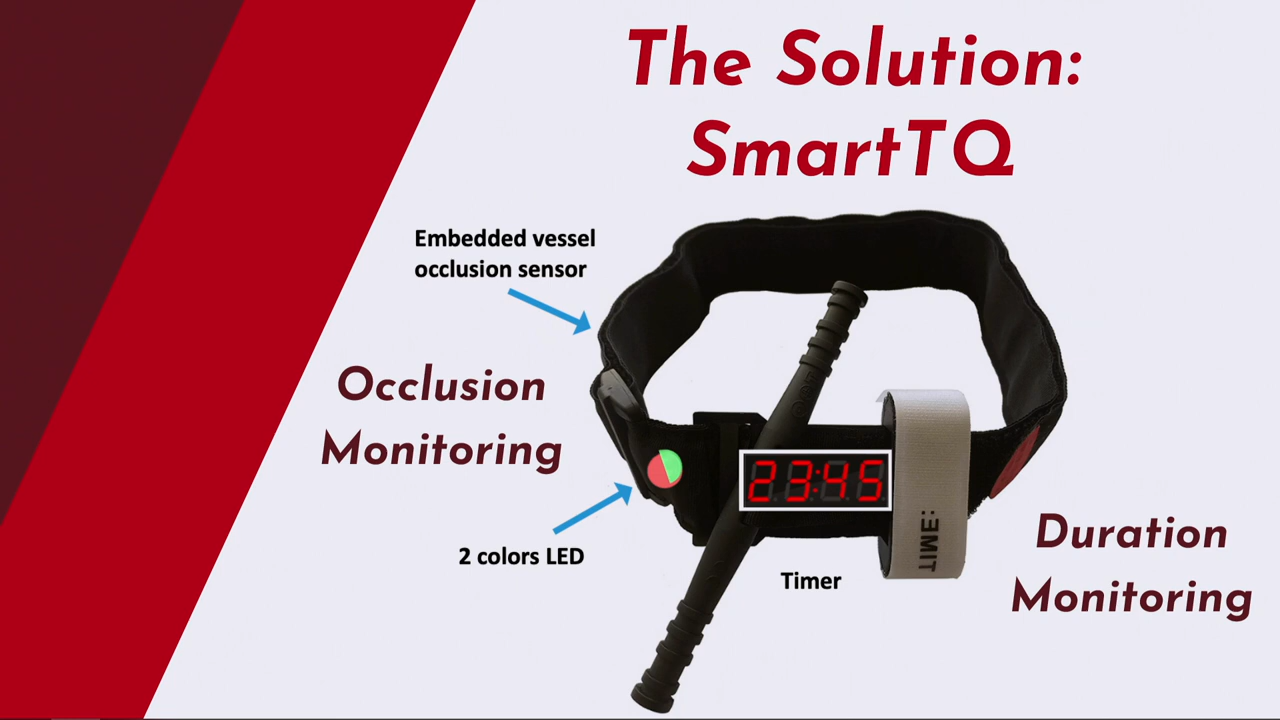 The Solution:
SmartTQ
Embedded vessel
occlusion sensor
Occlusion
Monitoring
23:45
TIME:
2 colors LED
Timer
Duration
Monitoring